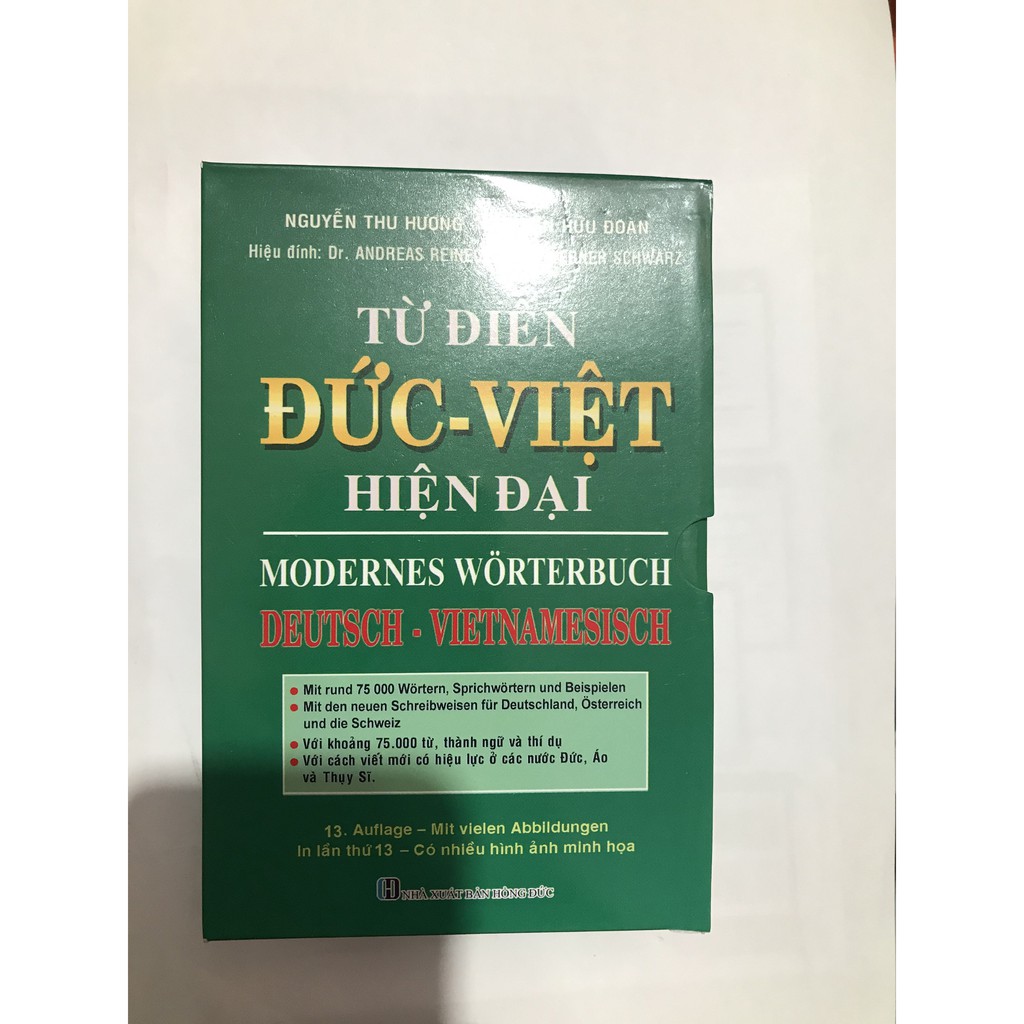 NGUYỄN THU HƯƠNG HỮU ĐOÀN
Hiệu đính: Dr. ANDREAS SCHWARZ
TỪ ĐIỂN
ĐỨC-VIỆT
HIỆN ĐẠI
MODERNES WÖRTERBUCH
DEUTSCH - VIETNAMESISCH
• Mit rund 75 000 Wörtern, Sprichwörtern und Beispielen
• Mit den neuen Schreibweisen für Deutschland, Österreich
und die Schweiz
• Với khoảng 75.000 từ, thành ngữ và thí dụ
• Với cách viết mới có hiệu lực ở các nước Đức, Áo
và Thụy Sĩ.
13. Auflage – Mit vielen Abbildungen
In lần thứ 13 – Có nhiều hình ảnh minh họa
NHÀ XUẤT BẢN HỒNG ĐỨC